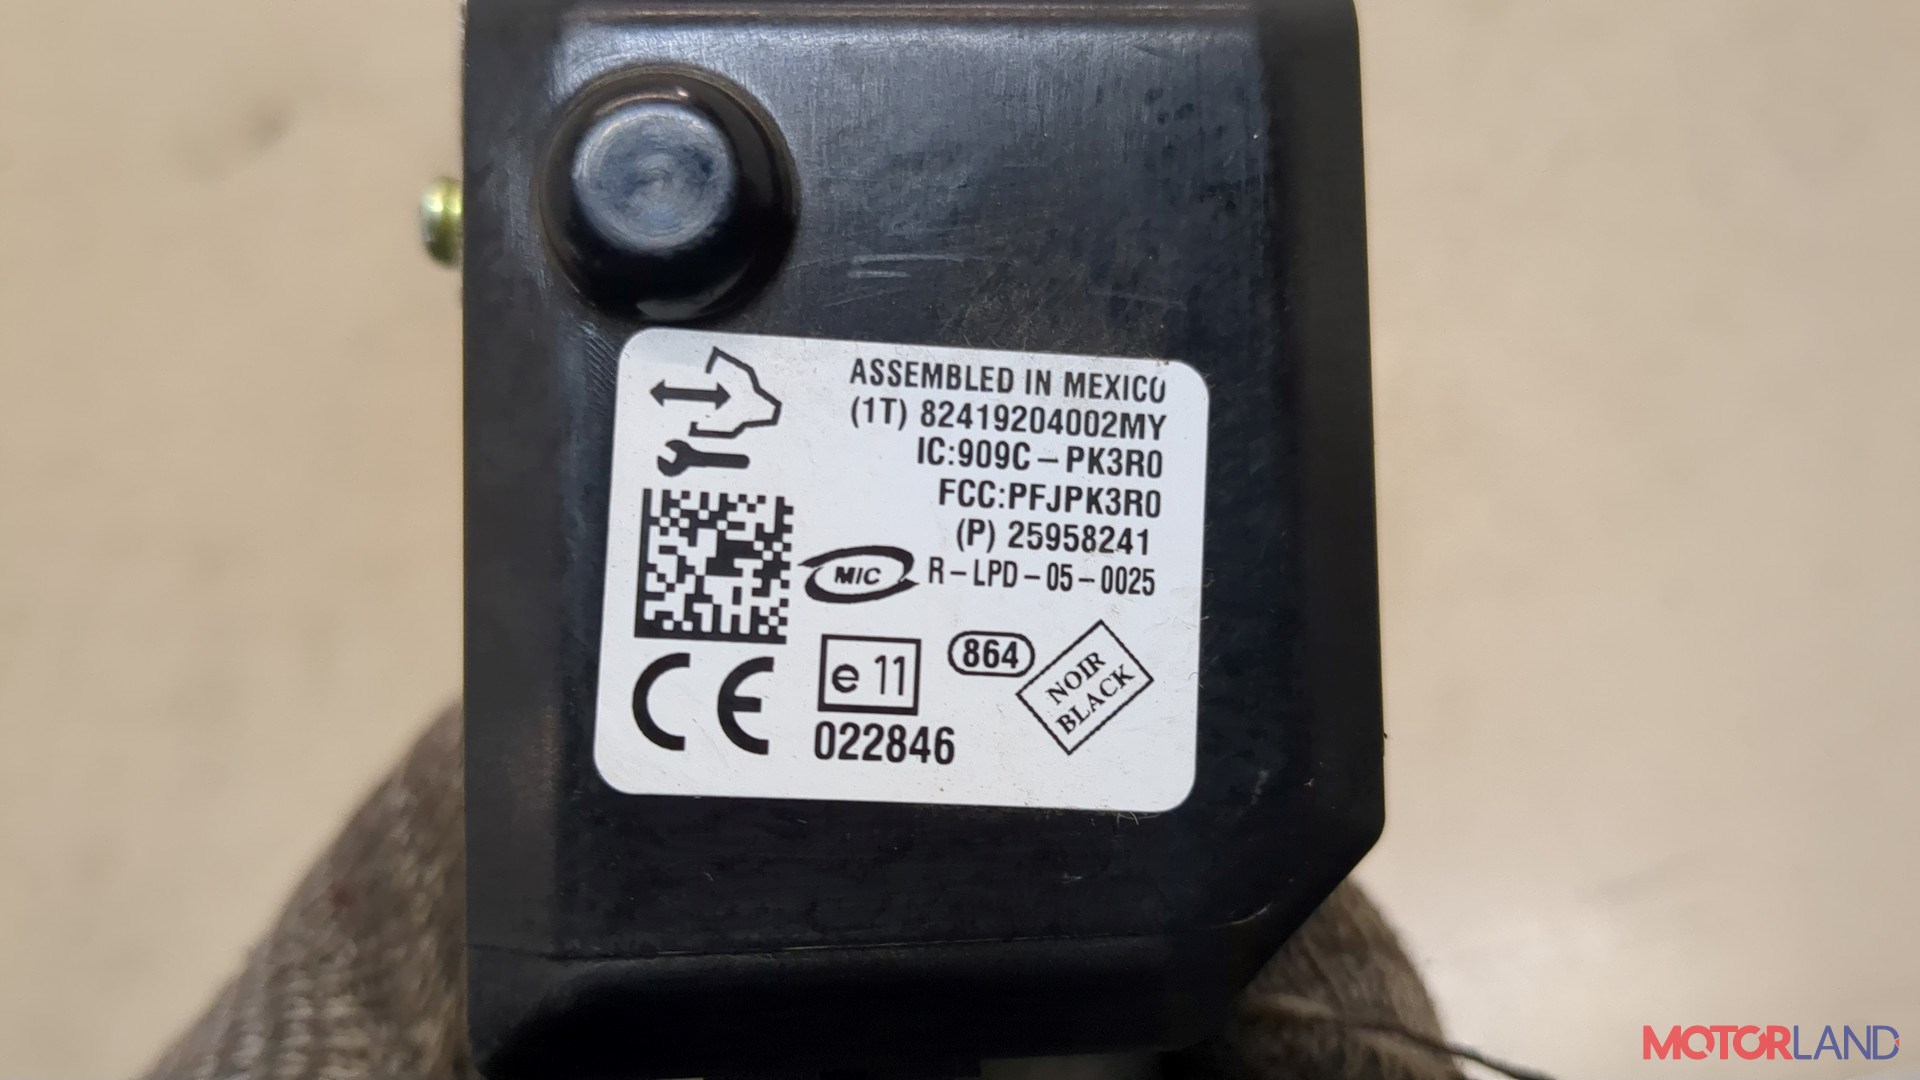 ASSEMBLED IN MEXICO
(1T) 82419204002MY
IC:909C-PK3R0
FCC:PFJPK3R0
(P) 25958241
MIC R-LPD-05-0025
CE
e 11
022846
864
NOIR
BLACK
MOTORLAND